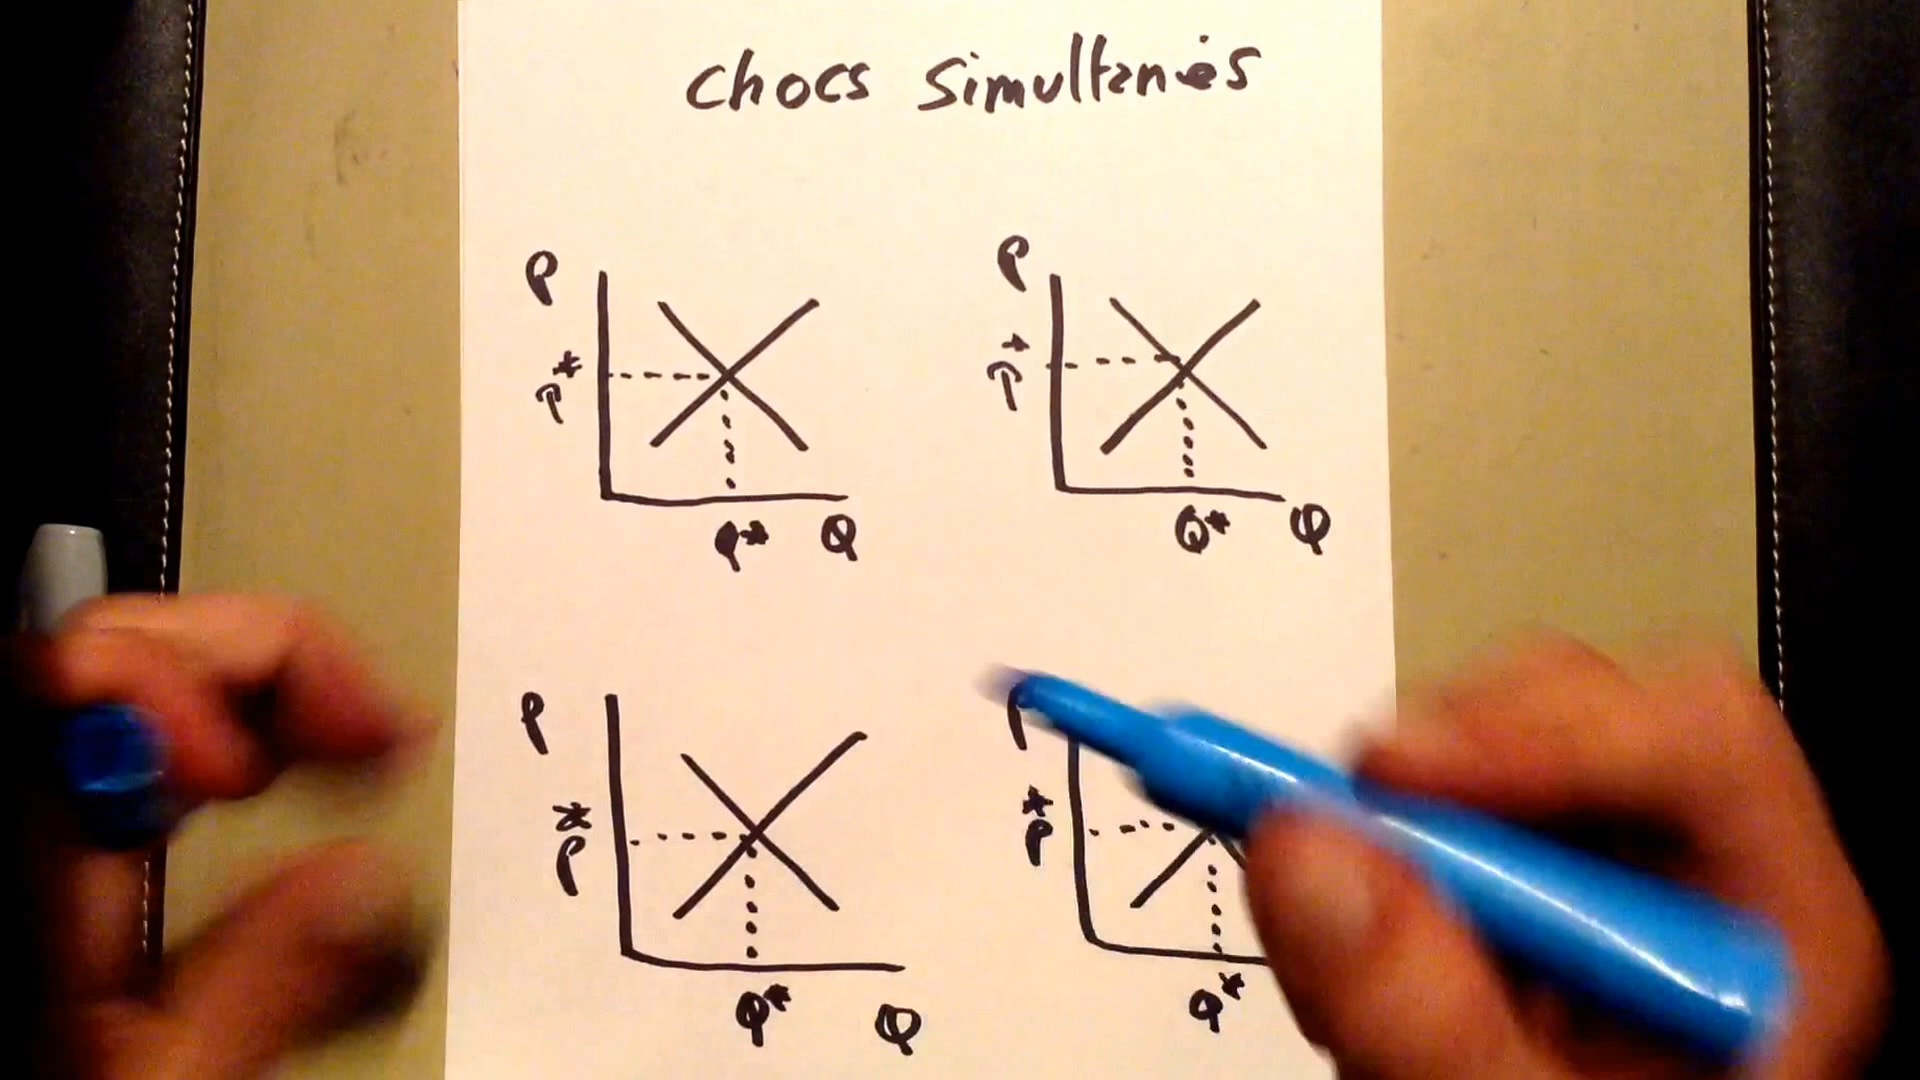 Chocs Simultanés
P P
P* P*
Q* Q Q* Q
P P
P* P*
Q* Q Q*